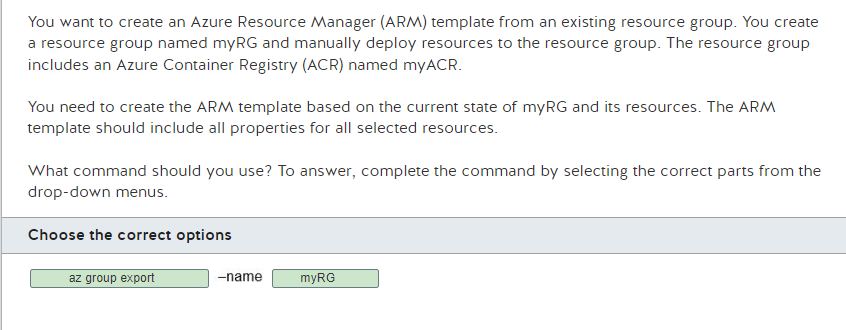 You want to create an Azure Resource Manager (ARM) template from an existing resource group. You create
a resource group named myRG and manually deploy resources to the resource group. The resource group
includes an Azure Container Registry (ACR) named myACR.
You need to create the ARM template based on the current state of myRG and its resources. The ARM
template should include all properties for all selected resources.
What command should you use? To answer, complete the command by selecting the correct parts from the
drop-down menus.
Choose the correct options
az group export –name myRG